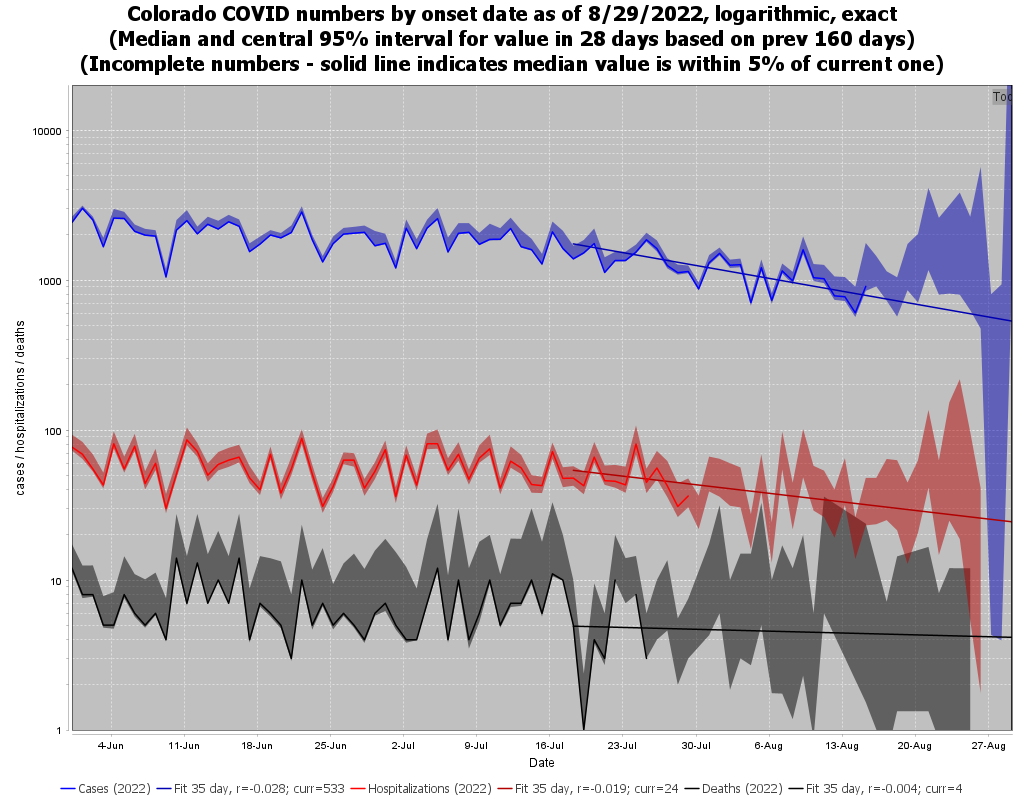 Colorado COVID numbers by onset date as of 8/29/2022, logarithmic, exact
(Median and central 95% interval for value in 28 days based on prev 160 days)
(Incomplete numbers - solid line indicates median value is within 5% of current one)
Toc
10000
1000
100
10
1
cases / hospitalizations / deaths
4-Jun 11-Jun 18-Jun 25-Jun 2-Jul 9-Jul 16-Jul 23-Jul 30-Jul 6-Aug 13-Aug 20-Aug 27-Aug
Date
Cases (2022) Fit 35 day, r=-0.028; curr=533 Hospitalizations (2022) Fit 35 day, r=-0.019; curr=24 Deaths (2022) Fit 35 day, r=-0.004; curr=4